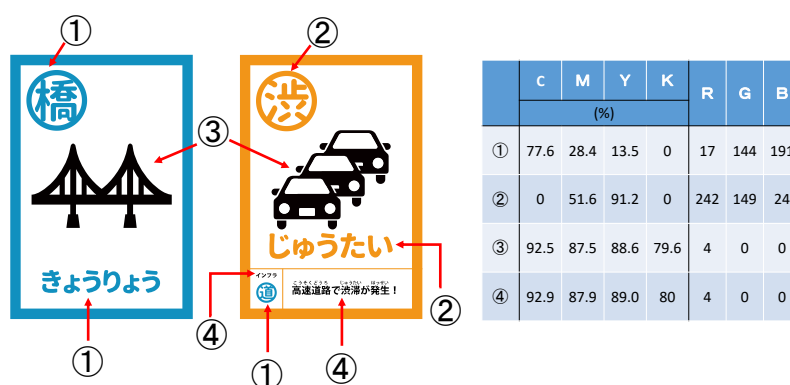 ①
②
橋
渋
③
じゅうたい
きょうりょう
インフラ
道
こうそくどうろ じゅうたい はっせい
高速道路で渋滞が発生！
④
②
①
①
④
C M Y K R G B
(%)
① 77.6 28.4 13.5 0 17 144 191
② 0 51.6 91.2 0 242 149 24
③ 92.5 87.5 88.6 79.6 4 0 0
④ 92.9 87.9 89.0 80 4 0 0